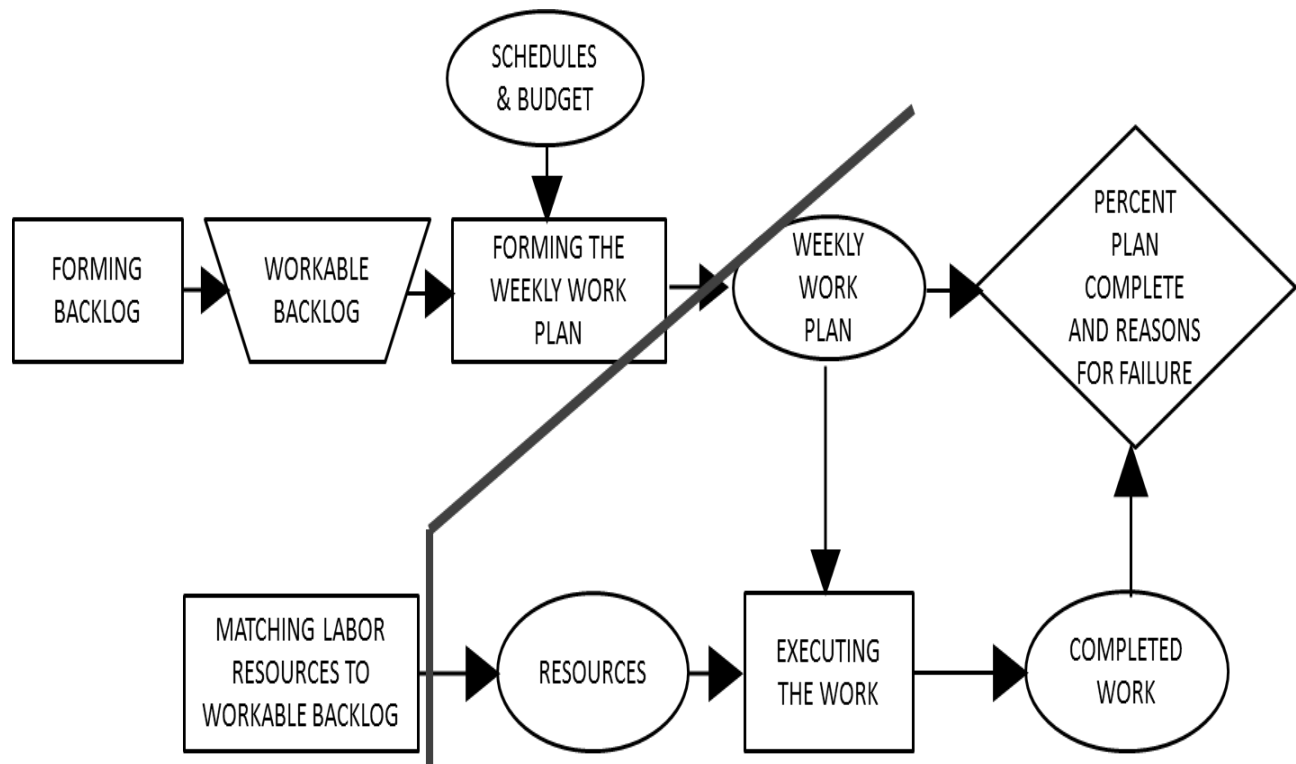 SCHEDULES
& BUDGET
FORMING
BACKLOG
WORKABLE
BACKLOG
FORMING THE
WEEKLY WORK
PLAN
WEEKLY
WORK
PLAN
PERCENT
PLAN
COMPLETE
AND REASONS
FOR FAILURE
MATCHING LABOR
RESOURCES TO
WORKABLE BACKLOG
RESOURCES
EXECUTING
THE WORK
COMPLETED
WORK